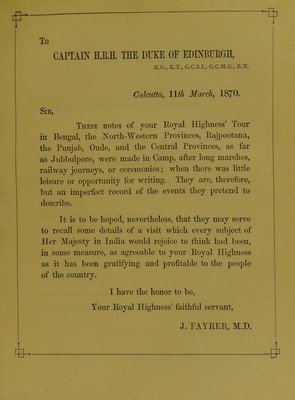 To
CAPTAIN H.R.H. THE DUKE OF EDINBURGH,
K.G., K.T., G.C.S.I., G.C.M.G., R.N.
Calcutta, 11th March, 1870.
SIR,
THESE notes of your Royal Highness' Tour
in Bengal, the North-Western Provinces, Rajpootana,
the Punjab, Oude, and the Central Provinces, as far
as Jubbulpore, were made in Camp, after long marches,
railway journeys, or ceremonies; when there was little
leisure or opportunity for writing. They are, therefore,
but an imperfect record of the events they pretend to
describe.
It is to be hoped, nevertheless, that they may serve
to recall some details of a visit which every subject of
Her Majesty in India would rejoice to think had been,
in some measure, as agreeable to your Royal Highness
as it has been gratifying and profitable to the people
of the country.
I have the honor to be,
Your Royal Highness' faithful servant,
J. FAYRER, M.D.